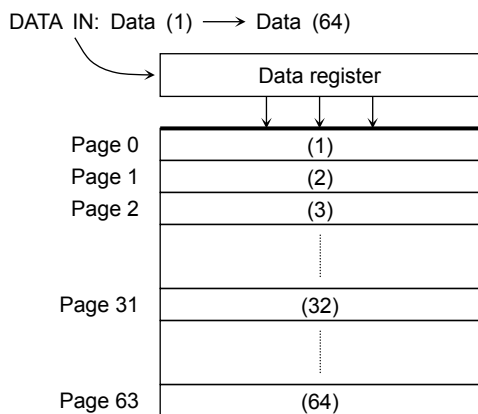 DATA IN: Data (1) ⟶ Data (64)
Data register
Page 0 (1)
Page 1 (2)
Page 2 (3)
Page 31 (32)
Page 63 (64)